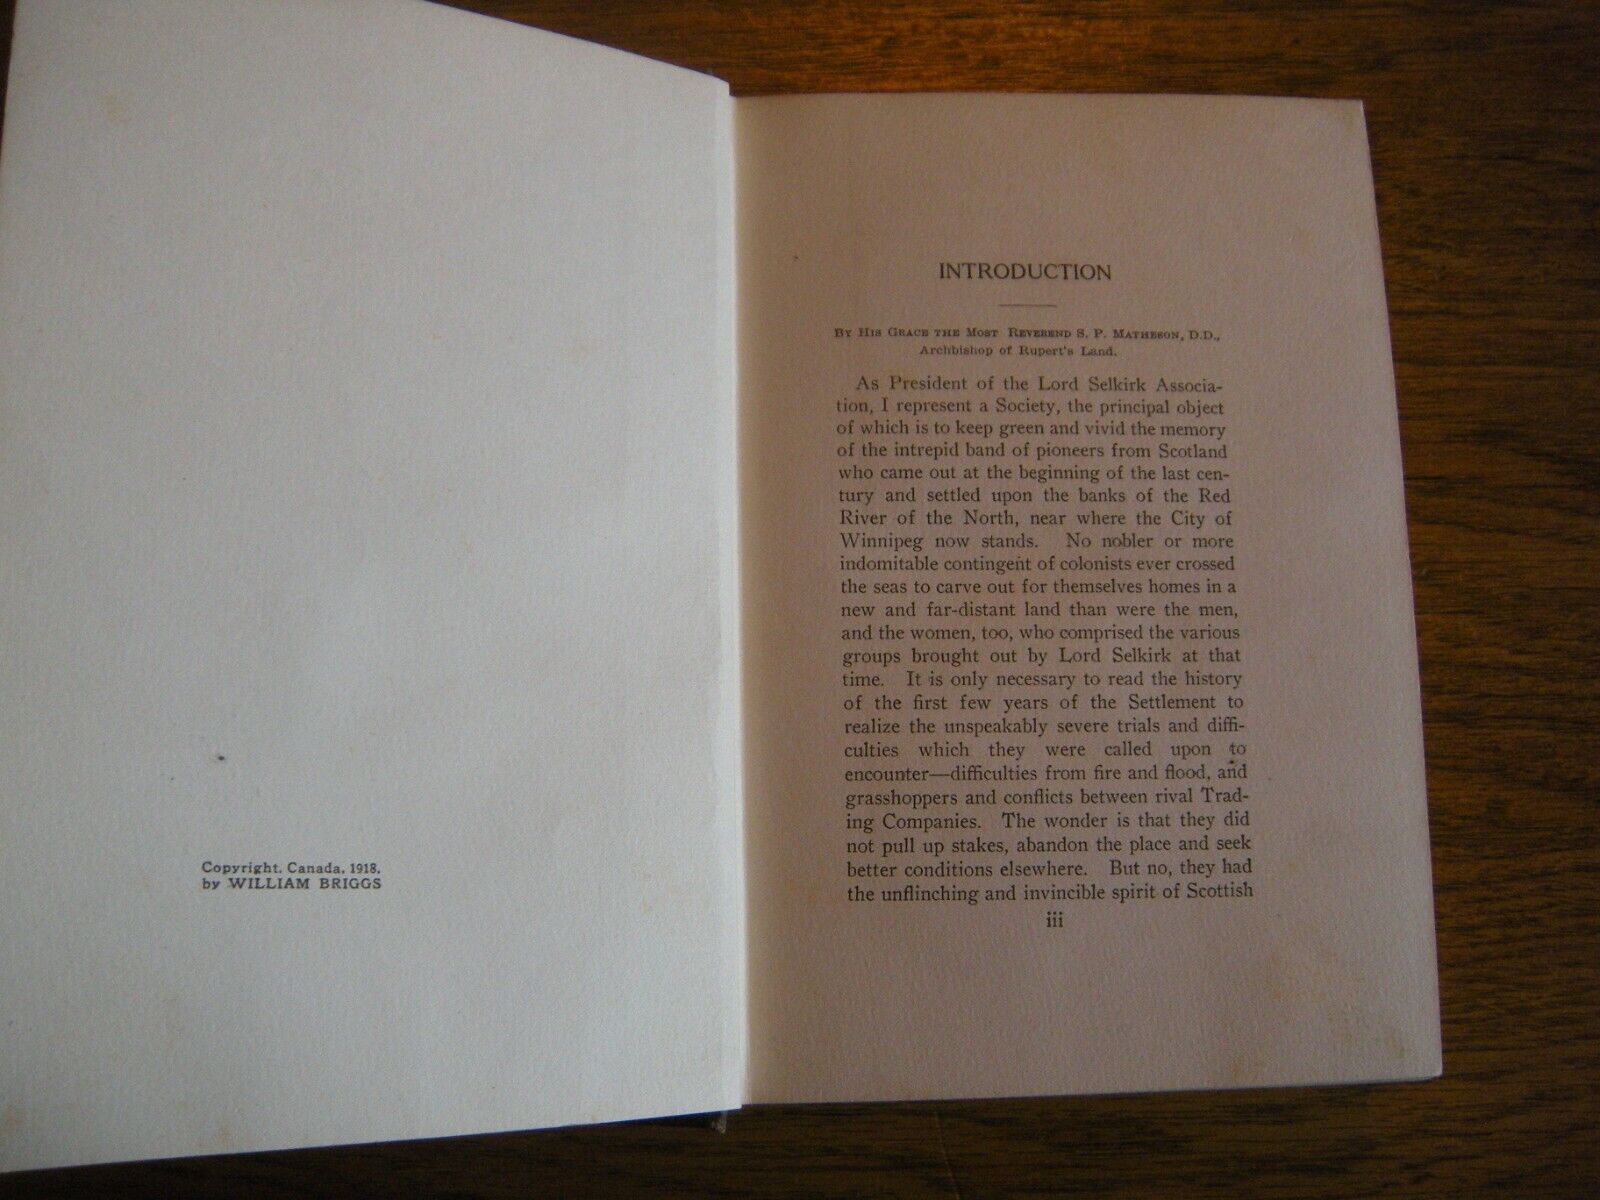 Copyright, Canada, 1918,
by WILLIAM BRIGGS
INTRODUCTION
By His Grace the Most Reverend S. P. Matheson, D.D.,
Archbishop of Rupert's Land.
As President of the Lord Selkirk Associa-
tion, I represent a Society, the principal object
of which is to keep green and vivid the memory
of the intrepid band of pioneers from Scotland
who came out at the beginning of the last cen-
tury and settled upon the banks of the Red
River of the North, near where the City of
Winnipeg now stands. No nobler or more
indomitable contingent of colonists ever crossed
the seas to carve out for themselves homes in a
new and far-distant land than were the men,
and the women, too, who comprised the various
groups brought out by Lord Selkirk at that
time. It is only necessary to read the history
of the first few years of the Settlement to
realize the unspeakably severe trials and diffi-
culties which they were called upon to
encounter—difficulties from fire and flood, and
grasshoppers and conflicts between rival Trad-
ing Companies. The wonder is that they did
not pull up stakes, abandon the place and seek
better conditions elsewhere. But no, they had
the unflinching and invincible spirit of Scottish
iii